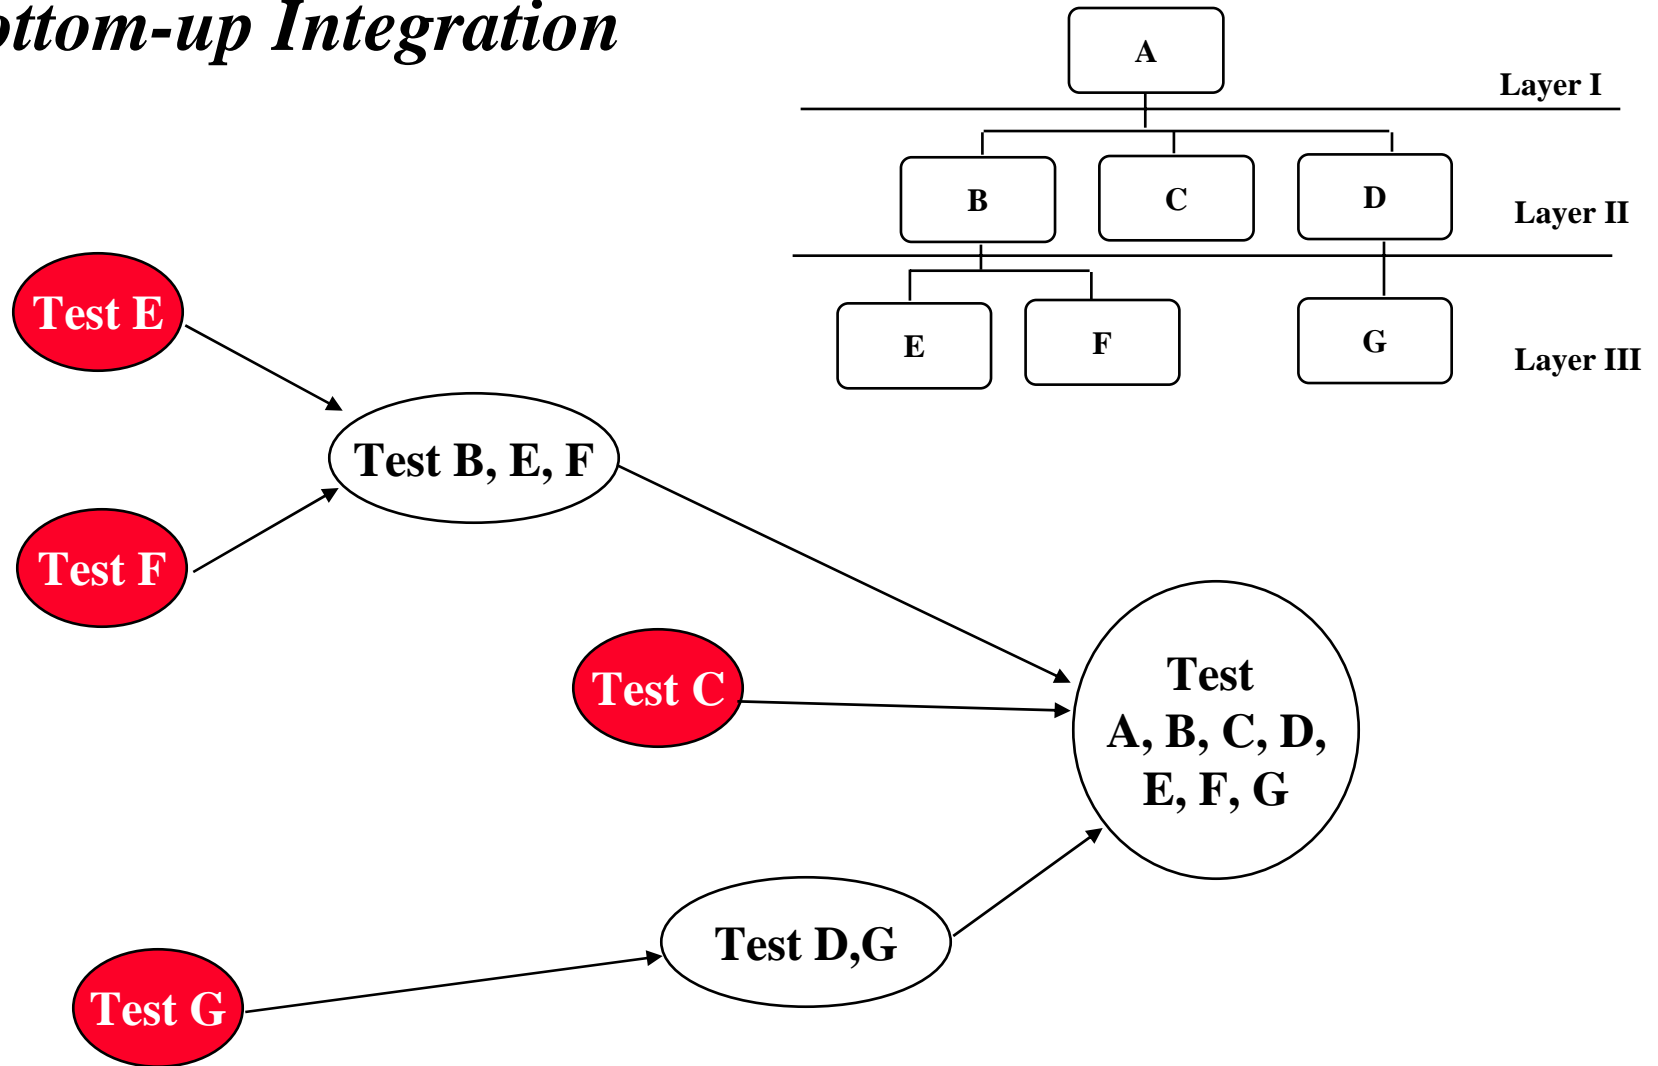 ottom-up Integration
A
Layer I
B
C
D
Layer II
E
F
G
Layer III
Test E
Test B, E, F
Test F
Test C
Test
A, B, C, D,
E, F, G
Test D,G
Test G